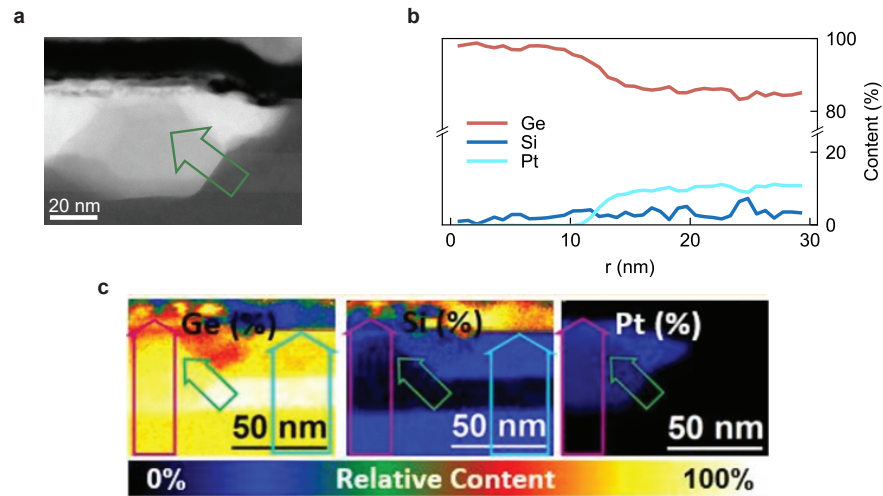 a
20 nm
b
100
80
20
0
Content (%)
Ge
Si
Pt
0
10
20
30
r (nm)
c
Ge (%)
Si (%)
Pt (%)
50 nm
50 nm
50 nm
0%
Relative Content
100%